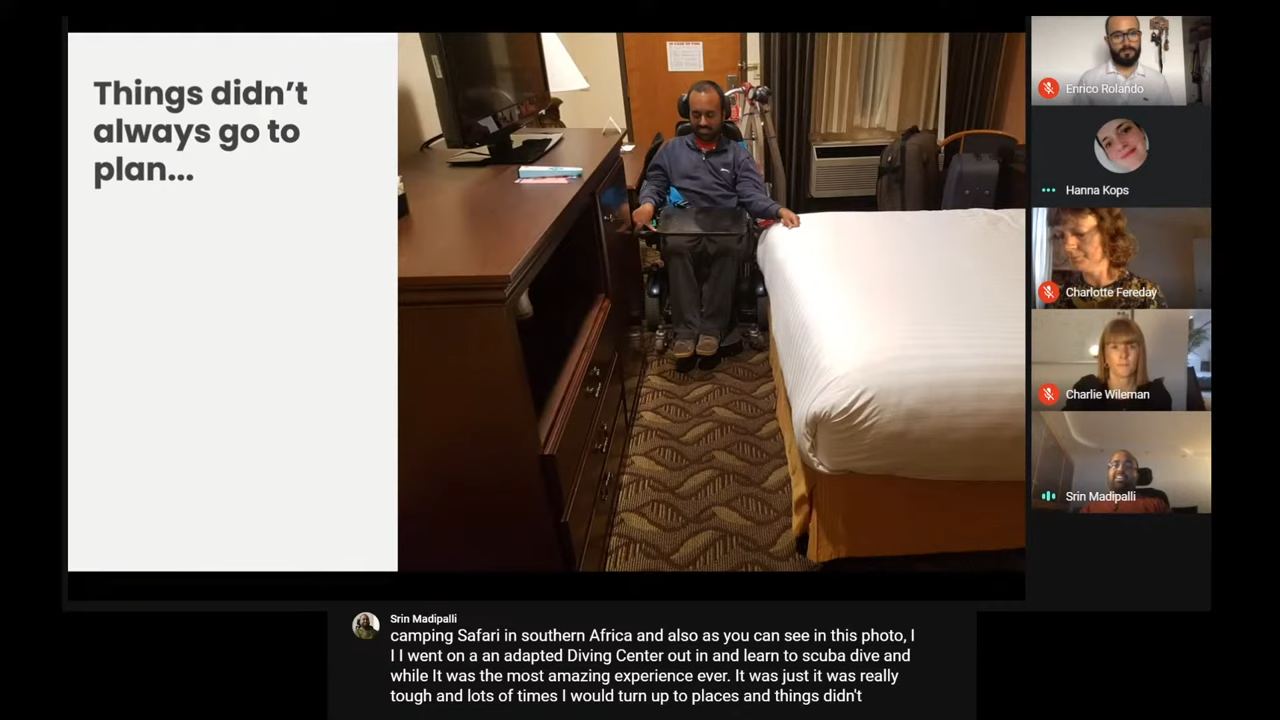 Things didn't
always go to
plan...
Enrico Rolando
Hanna Kops
Charlotte Fereday
Charlie Wileman
Srin Madipalli
Srin Madipalli
camping Safari in southern Africa and also as you can see in this photo, I
I I went on a an adapted Diving Center out in and learn to scuba dive and
while It was the most amazing experience ever. It was just it was really
tough and lots of times I would turn up to places and things didn't